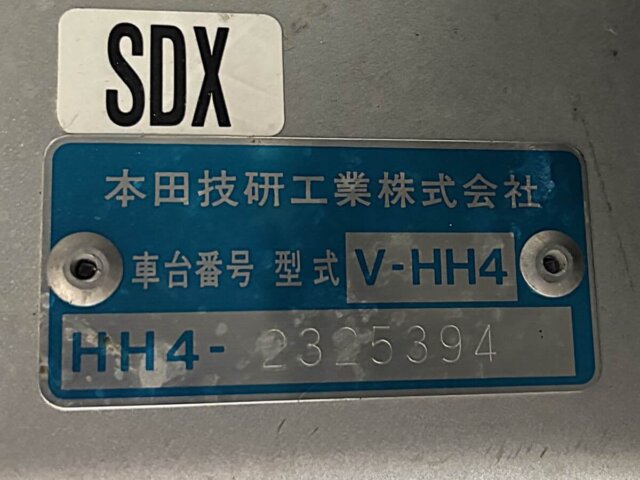 SDX
本田技研工業株式会社
車台番号 型式 V-HH4
HH4-2325394